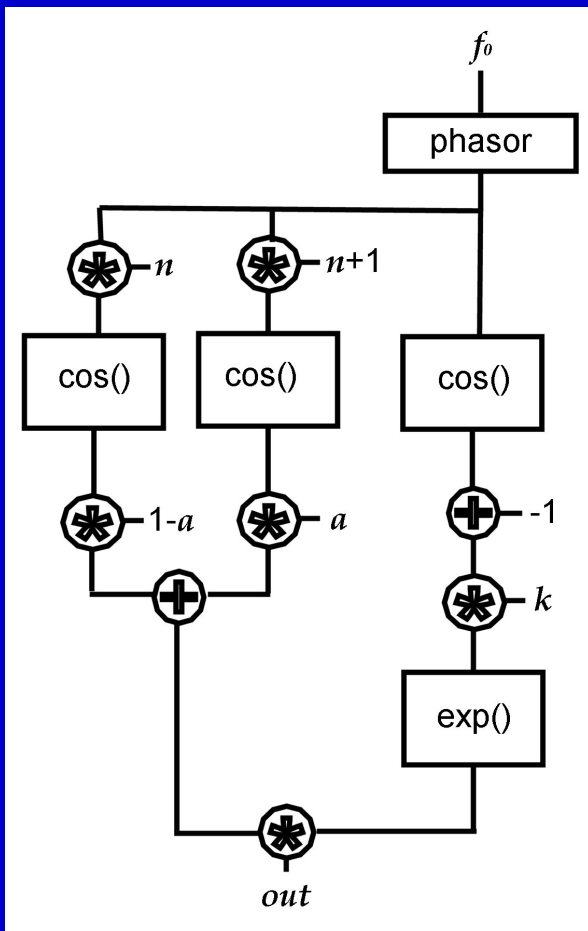 f₀
phasor
n
n+1
cos()
cos()
cos()
1-a
a
-1
k
exp()
out